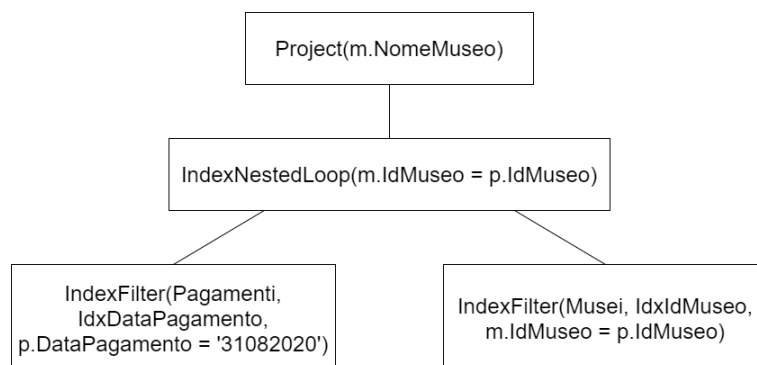 Project(m.NomeMuseo)
IndexNestedLoop(m.IdMuseo = p.IdMuseo)
IndexFilter(Pagamenti,
IdxDataPagamento,
p.DataPagamento = '31082020')
IndexFilter(Musei, IdxIdMuseo,
m.IdMuseo = p.IdMuseo)